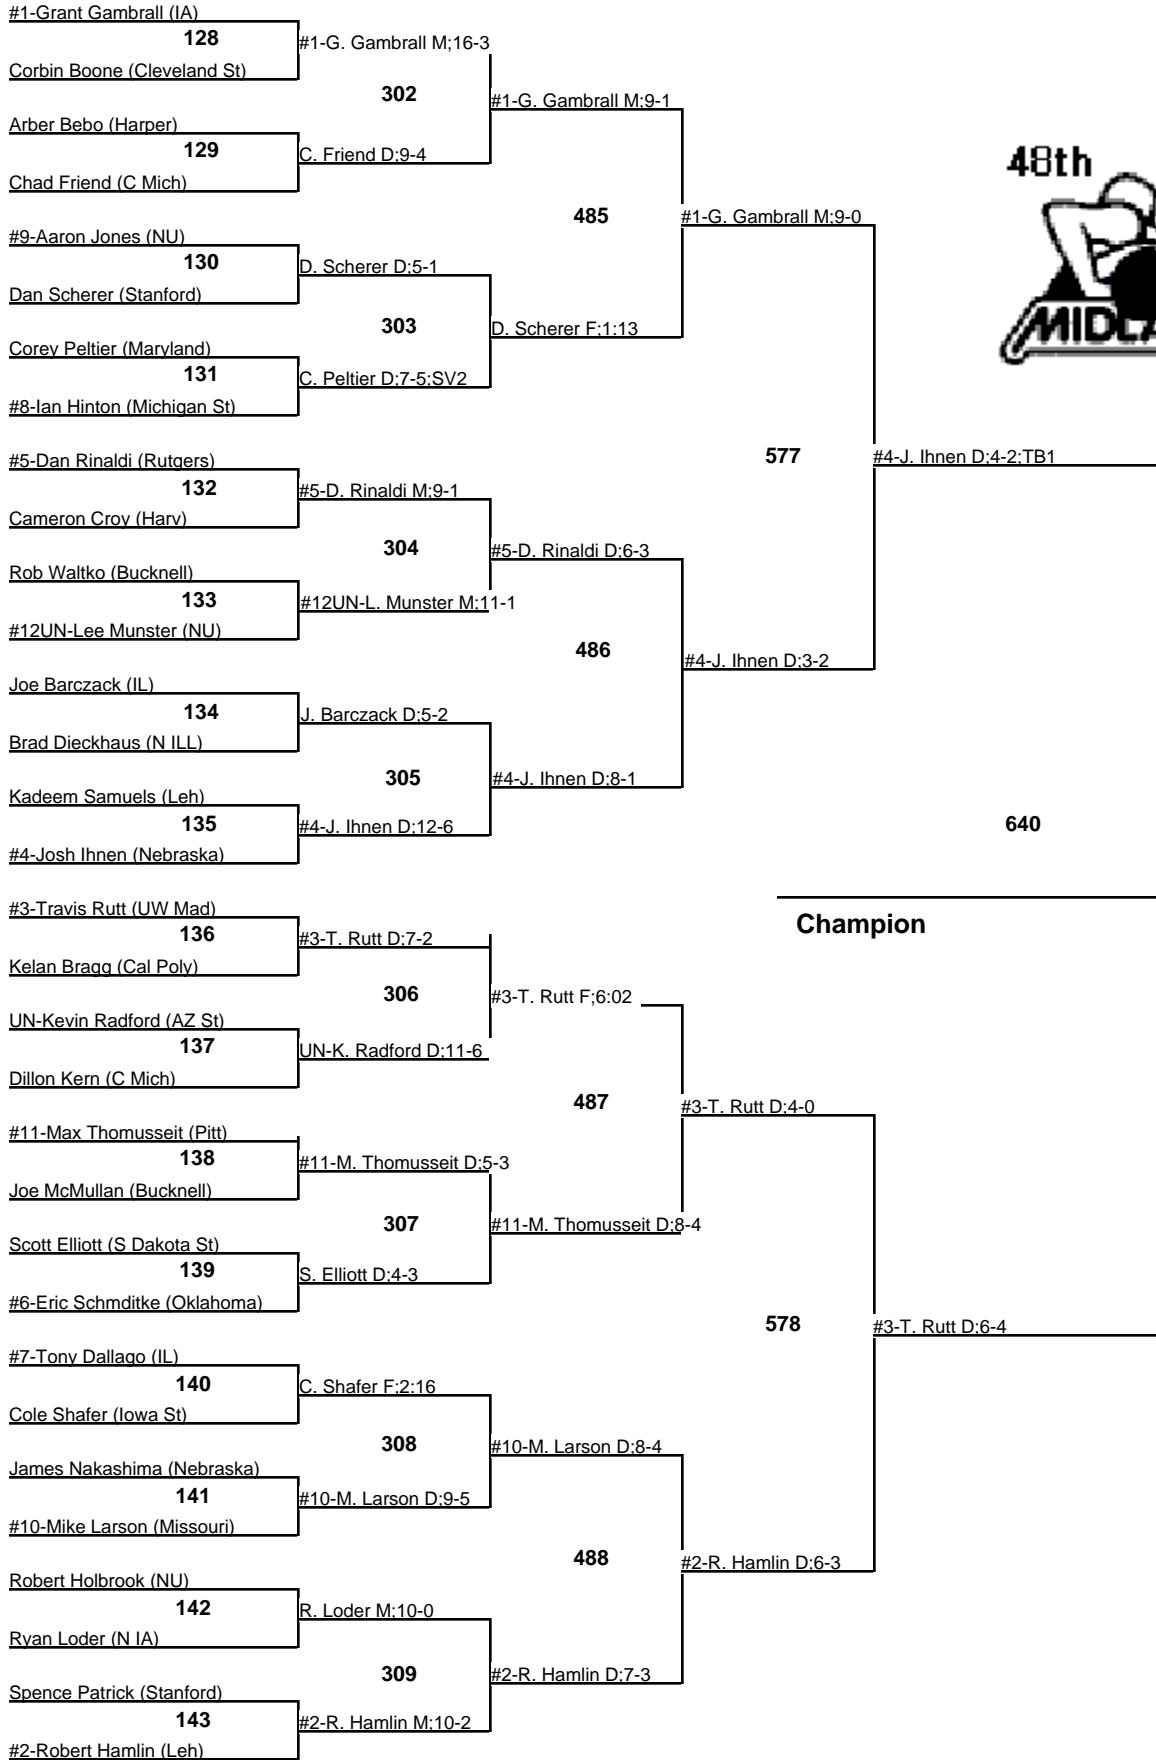 #1-Grant Gambrall (IA)
128
#1-G. Gambrall M;16-3
Corbin Boone (Cleveland St)
302
#1-G. Gambrall M;9-1
Arber Bebo (Harper)
129
C. Friend D;9-4
Chad Friend (C Mich)
48th
485
#1-G. Gambrall M;9-0
#9-Aaron Jones (NU)
130
D. Scherer D;5-1
Dan Scherer (Stanford)
303
D. Scherer F;1:13
MIDLA
Corey Peltier (Maryland)
131
C. Peltier D;7-5;SV2
#8-Ian Hinton (Michigan St)
577
#4-J. Ihnen D;4-2;TB1
#5-Dan Rinaldi (Rutgers)
132
#5-D. Rinaldi M;9-1
Cameron Croy (Harv)
304
#5-D. Rinaldi D;6-3
Rob Waltko (Bucknell)
133
#12UN-L. Munster M;11-1
#12UN-Lee Munster (NU)
486
#4-J. Ihnen D;3-2
Joe Barczack (IL)
134
J. Barczack D;5-2
Brad Dieckhaus (N ILL)
305
#4-J. Ihnen D;8-1
Kadeem Samuels (Leh)
135
#4-J. Ihnen D;12-6
640
#4-Josh Ihnen (Nebraska)
#3-Travis Rutt (UW Mad)
136
#3-T. Rutt D;7-2
Champion
Kelan Bragg (Cal Poly)
306
#3-T. Rutt F;6:02
UN-Kevin Radford (AZ St)
137
UN-K. Radford D;11-6
Dillon Kern (C Mich)
487
#3-T. Rutt D;4-0
#11-Max Thomusseit (Pitt)
138
#11-M. Thomusseit D;5-3
Joe McMullan (Bucknell)
307
#11-M. Thomusseit D;8-4
Scott Elliott (S Dakota St)
139
S. Elliott D;4-3
#6-Eric Schmditke (Oklahoma)
578
#3-T. Rutt D;6-4
#7-Tony Dallago (IL)
140
C. Shafer F;2:16
Cole Shafer (Iowa St)
308
#10-M. Larson D;8-4
James Nakashima (Nebraska)
141
#10-M. Larson D;9-5
#10-Mike Larson (Missouri)
488
#2-R. Hamlin D;6-3
Robert Holbrook (NU)
142
R. Loder M;10-0
Ryan Loder (N IA)
309
#2-R. Hamlin D;7-3
Spence Patrick (Stanford)
143
#2-R. Hamlin M;10-2
#2-Robert Hamlin (Leh)